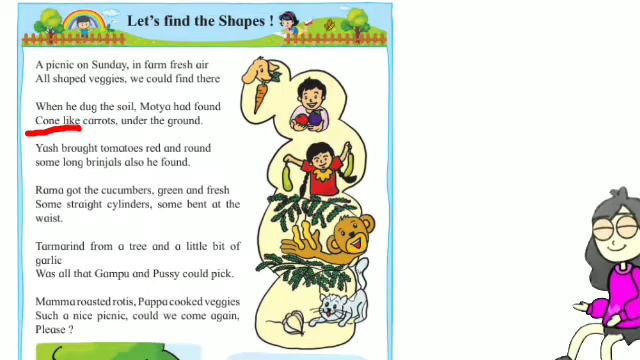 Let's find the Shapes !
A picnic on Sunday, in farm fresh air
All shaped veggies, we could find there
When he dug the soil, Motya had found
Cone like carrots, under the ground.
Yash brought tomatoes red and round
some long brinjals also he found.
Rama got the cucumbers, green and fresh
Some straight cylinders, some bent at the
waist.
Tarmarind from a tree and a little bit of
garlic
Was all that Gampu and Pussy could pick.
Mamma roasted rotis, Pappa cooked veggies
Such a nice picnic, could we come again,
Please ?